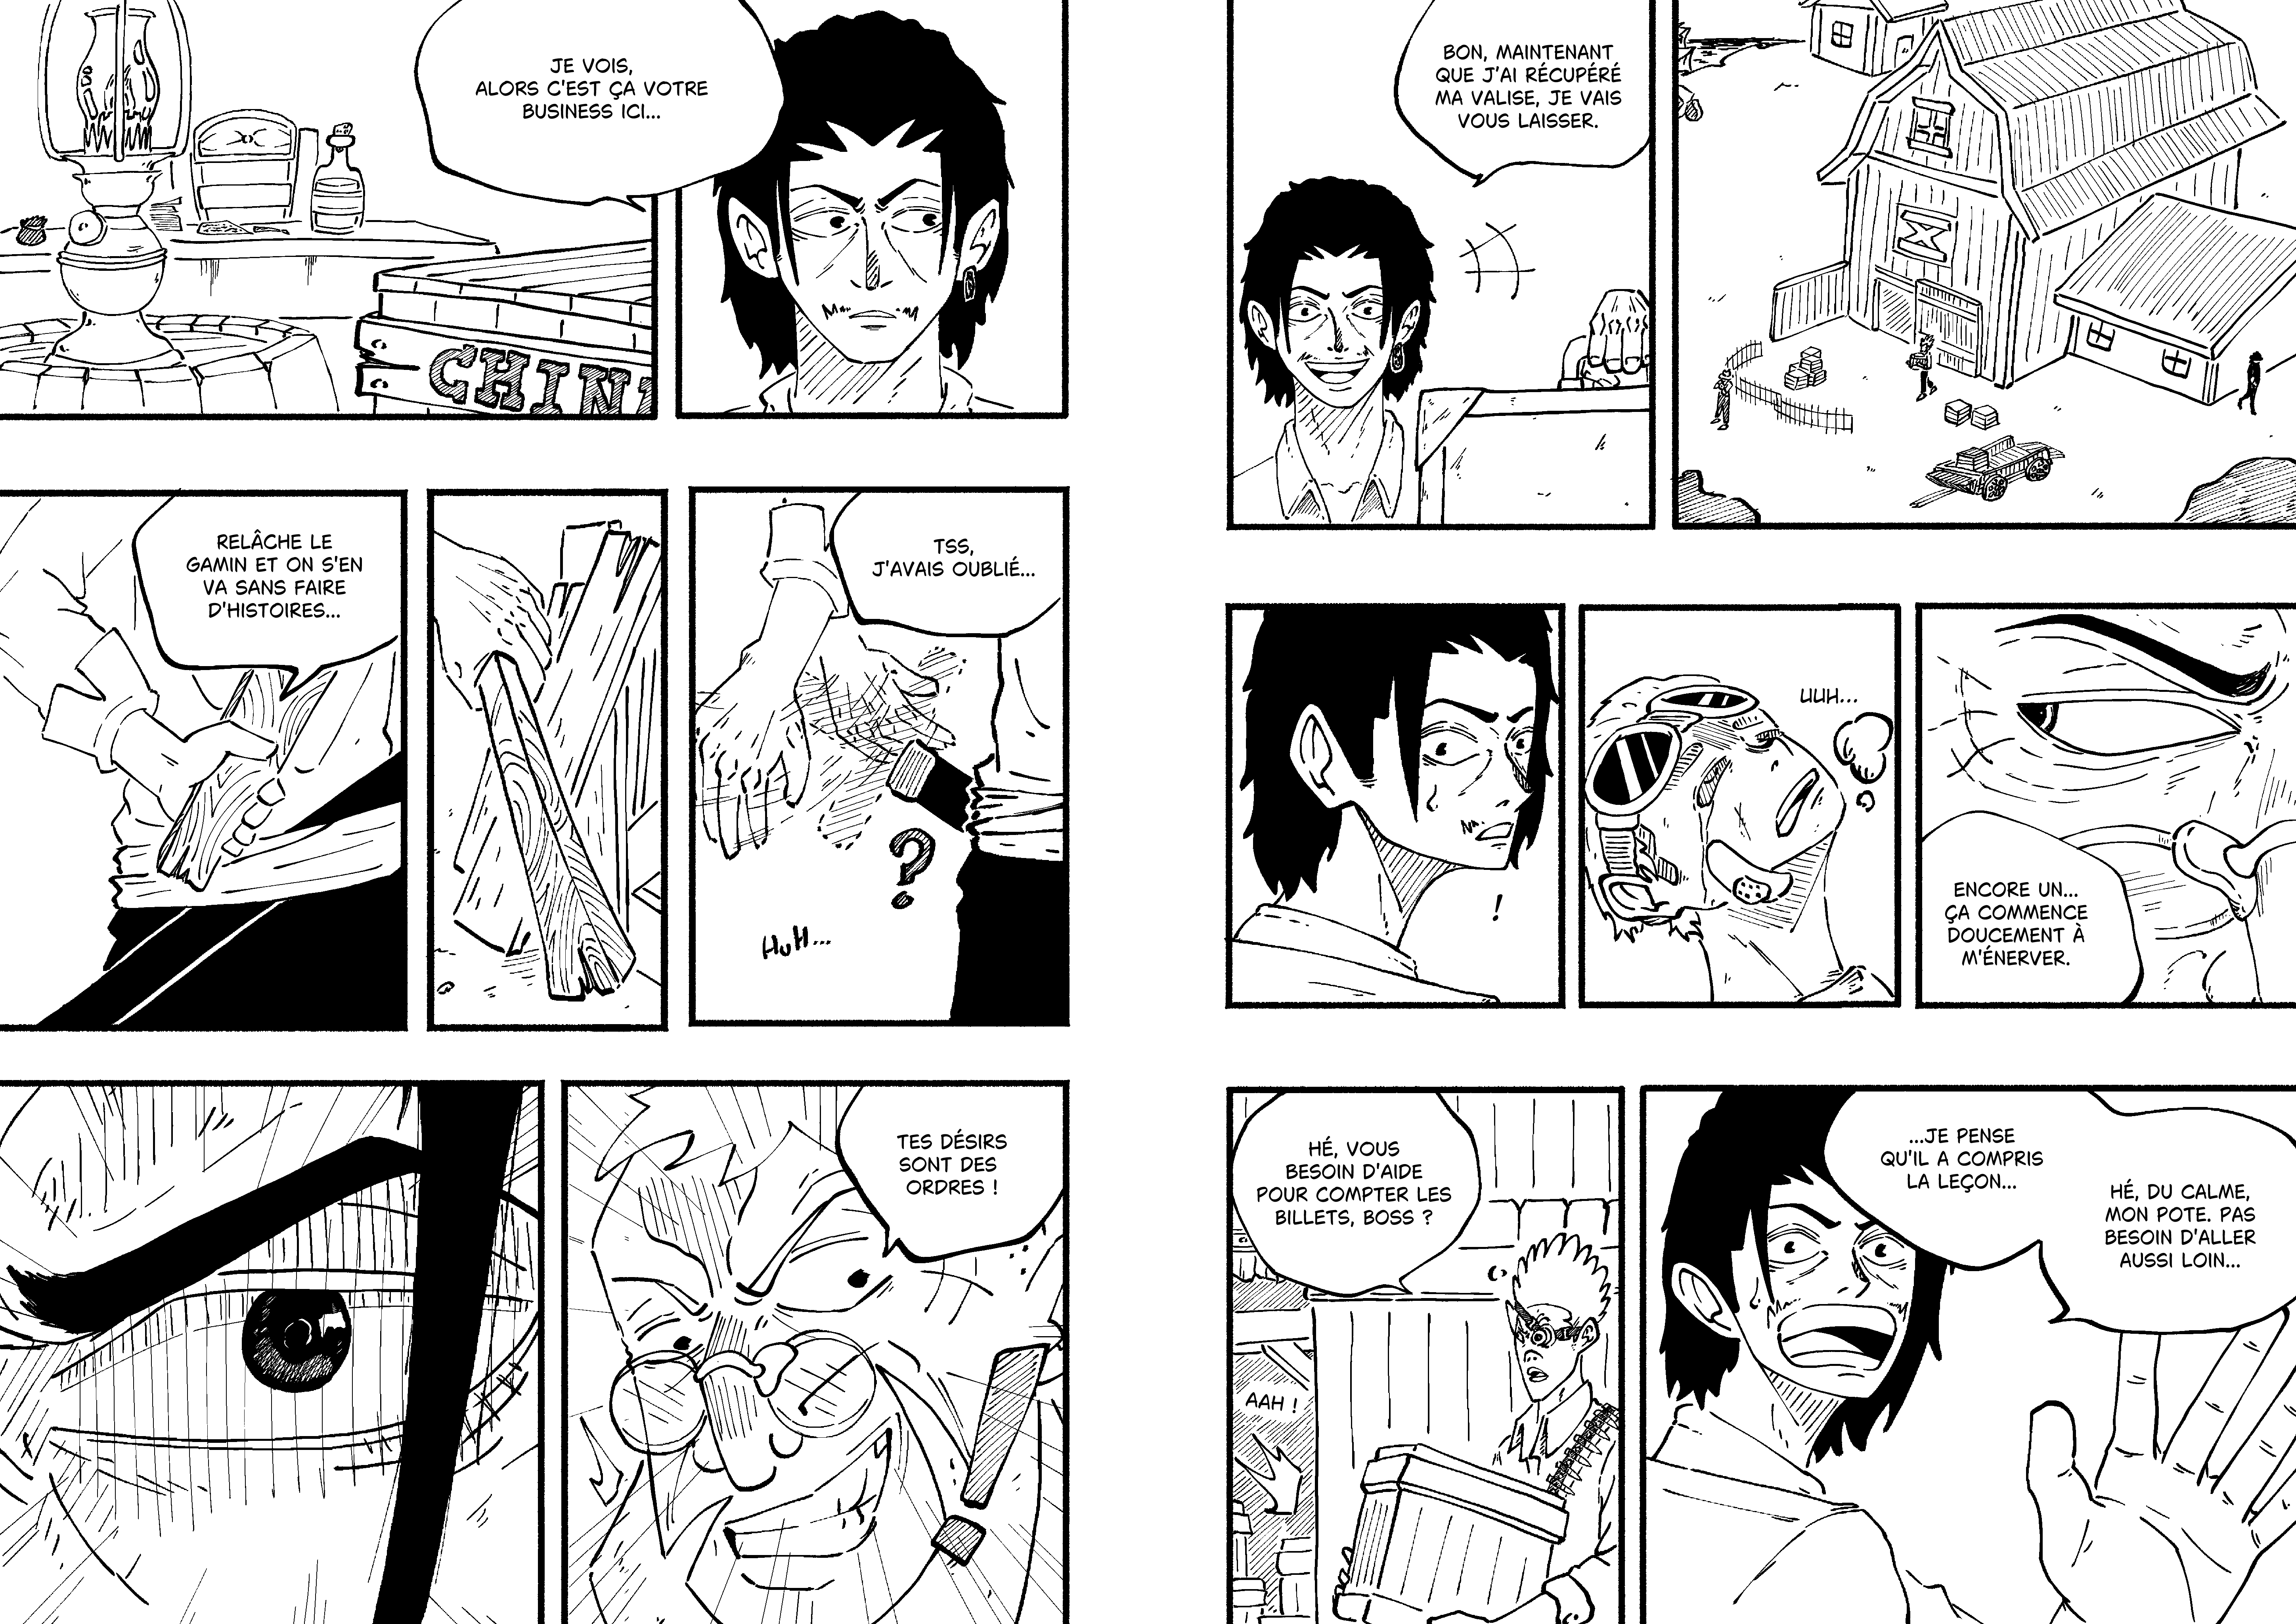 BON, MAINTENANT
QUE J'AI RÉCUPÉRÉ
MA VALISE, JE VAIS
VOUS LAISSER.
ENCORE UN...
ÇA COMMENCE
DOUCEMENT À
M'ÉNERVER.
UUH...
!
HÉ, DU CALME,
MON POTE. PAS
BESOIN D'ALLER
AUSSI LOIN...
...JE PENSE
QU'IL A COMPRIS
LA LEÇON...
HÉ, VOUS
BESOIN D'AIDE
POUR COMPTER LES
BILLETS, BOSS ?
AAH !
JE VOIS,
ALORS C'EST ÇA VOTRE
BUSINESS ICI...
CHIN
TSS,
J'AVAIS OUBLIÉ...
?
HuH...
RELÂCHE LE
GAMIN ET ON S'EN
VA SANS FAIRE
D'HISTOIRES...
TES DÉSIRS
SONT DES
ORDRES !
!